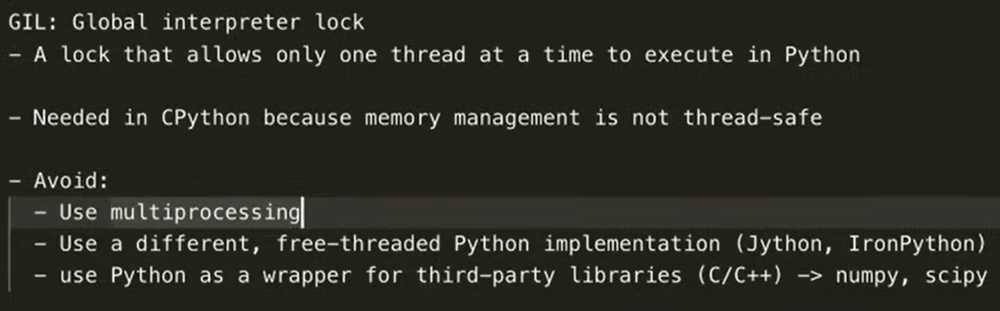 GIL: Global interpreter lock
- A lock that allows only one thread at a time to execute in Python
- Needed in CPython because memory management is not thread-safe
- Avoid:
- Use multiprocessing
- Use a different, free-threaded Python implementation (Jython, IronPython)
- use Python as a wrapper for third-party libraries (C/C++) -> numpy, scipy